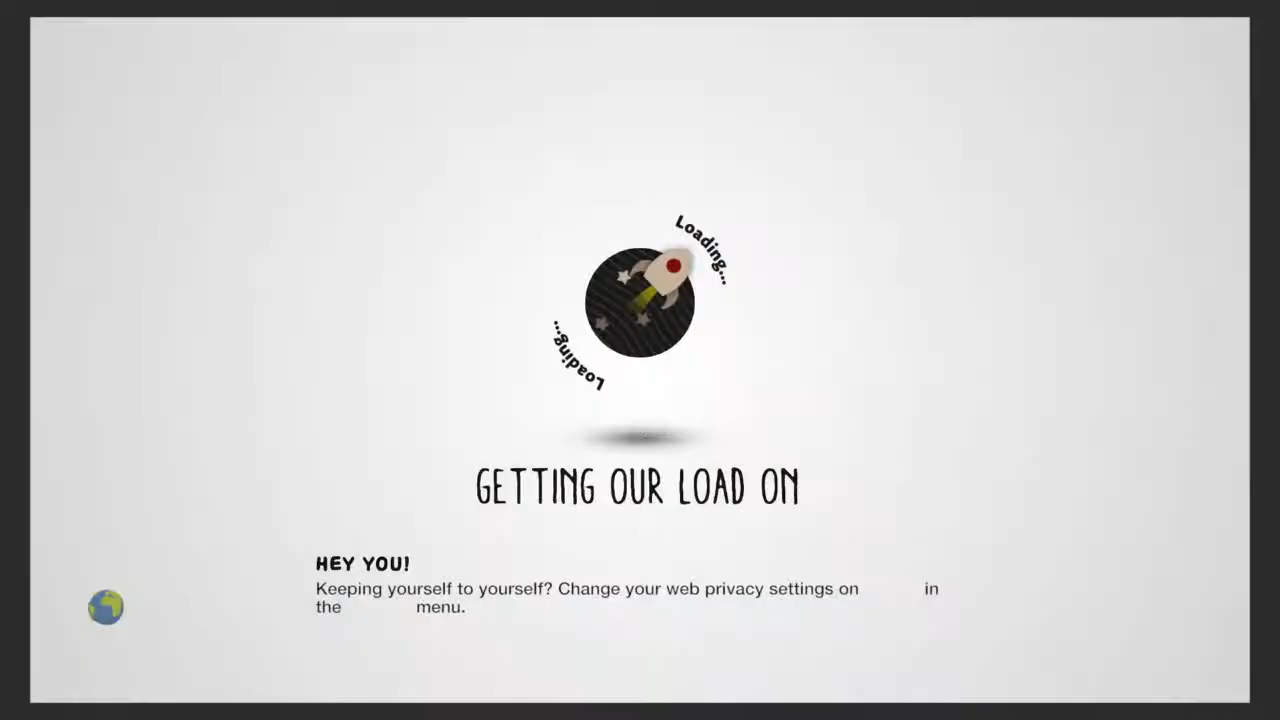 Loading...
Loading...
GETTING OUR LOAD ON
HEY YOU!
Keeping yourself to yourself? Change your web privacy settings on in
the menu.